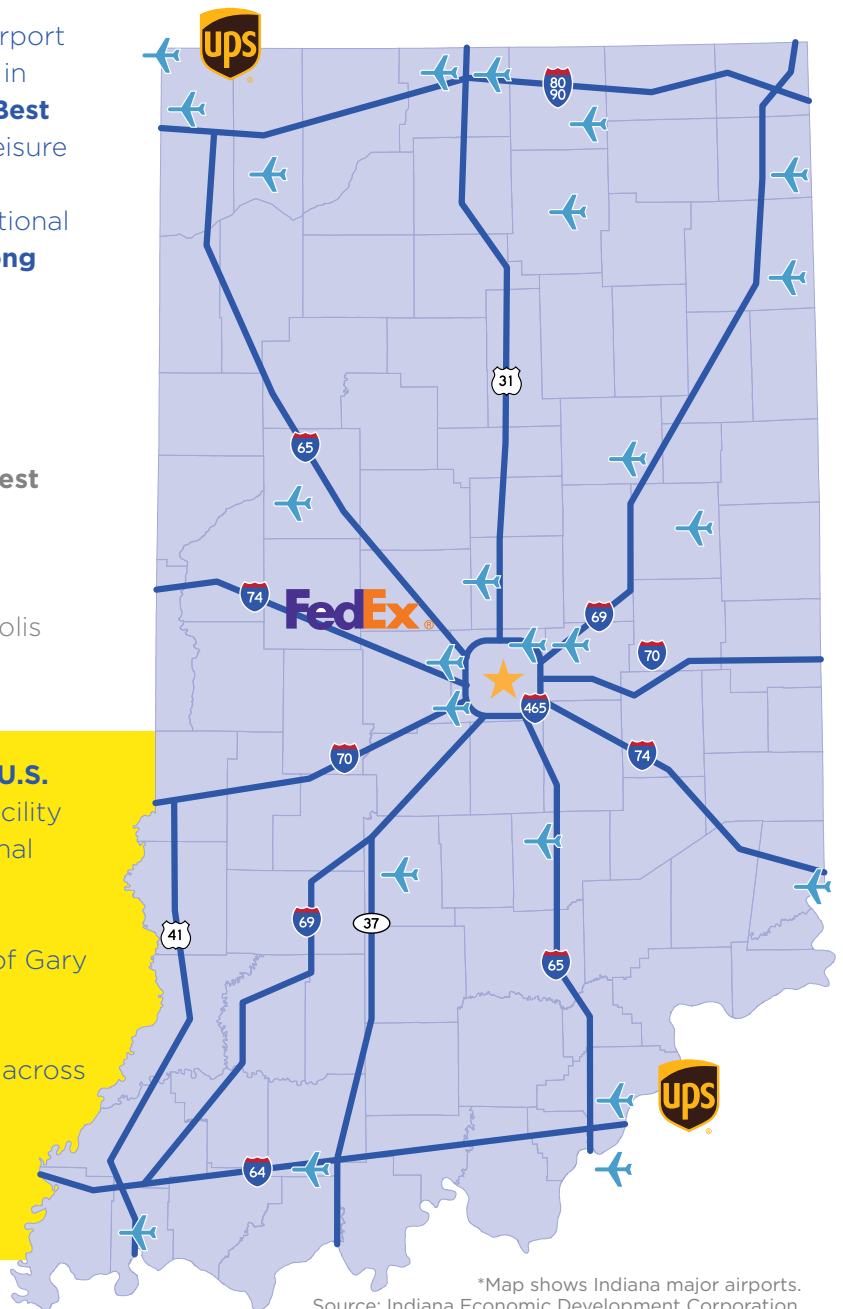 rport
in
Best
eisure
tional
ong
est
olis
U.S.
cility
nal
of Gary
across
ups
®
80
90
31
65
74
FedEx®
69
70
465
70
74
69
37
41
65
ups
®
64
*Map shows Indiana major airports.
Source: Indiana Economic Development Corporation